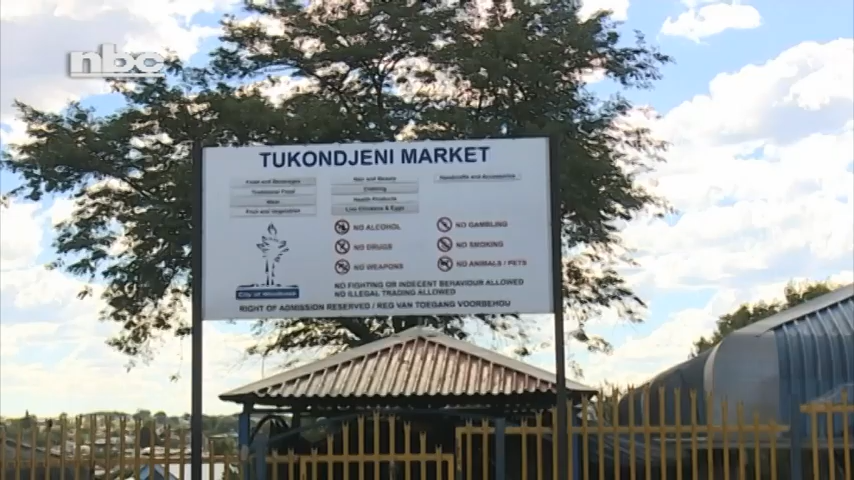 nbc
TUKONDJENI MARKET
Food and Beverages
Traditional Food
Meat
Fruit and Vegetables
Hair and Beauty
Clothing
Health Products
Live Chickens & Eggs
Handcrafts and Accessories
NO ALCOHOL
NO DRUGS
NO WEAPONS
NO GAMBLING
NO SMOKING
NO ANIMALS / PETS
City of Windhoek
NO FIGHTING OR INDECENT BEHAVIOUR ALLOWED
NO ILLEGAL TRADING ALLOWED
RIGHT OF ADMISSION RESERVED / REG VAN TOEGANG VOORBEHOU